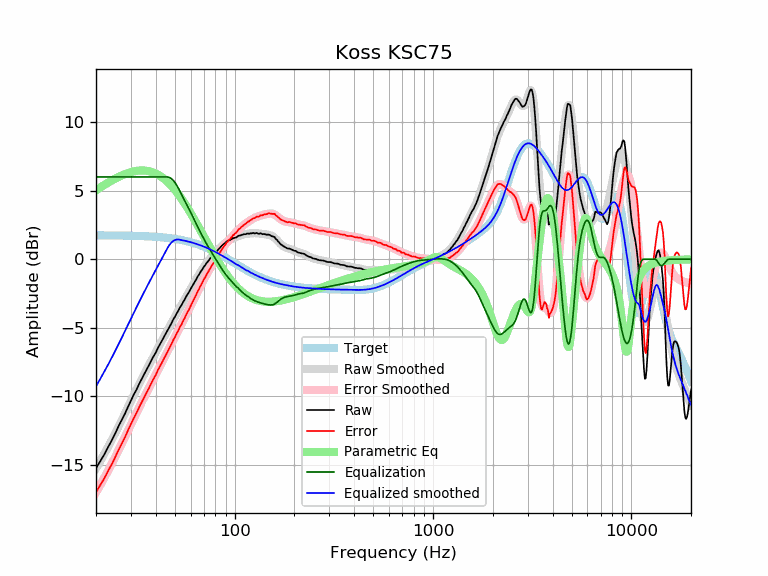 Koss KSC75
Amplitude (dBr)
10
5
0
−5
−10
−15
100
1000
10000
Frequency (Hz)
Target
Raw Smoothed
Error Smoothed
Raw
Error
Parametric Eq
Equalization
Equalized smoothed